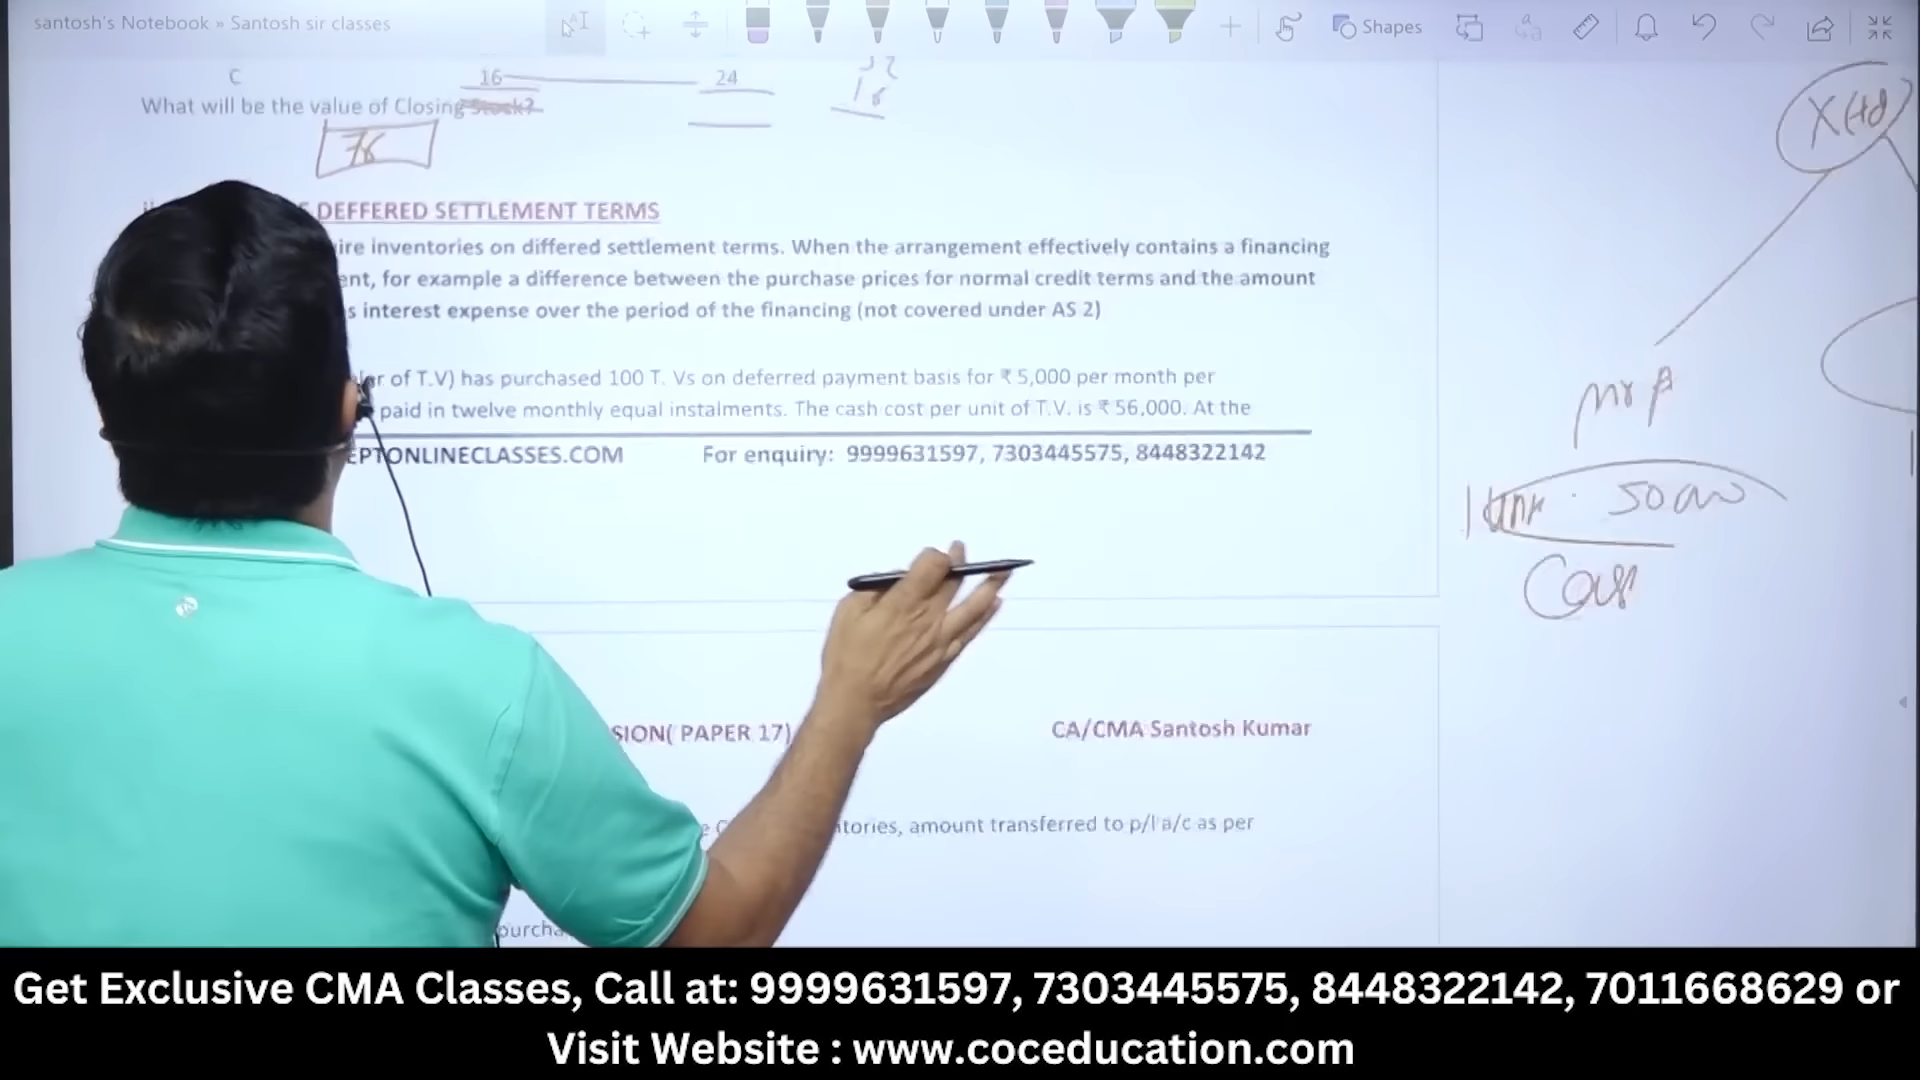 santosh's Notebook » Santosh sir classes
Shapes
C 16 24
What will be the value of Closing Stock?
76
X Ltd
DEFFERED SETTLEMENT TERMS
ire inventories on differed settlement terms. When the arrangement effectively contains a financing
ent, for example a difference between the purchase prices for normal credit terms and the amount
s interest expense over the period of the financing (not covered under AS 2)
of T.V) has purchased 100 T. Vs on deferred payment basis for ₹ 5,000 per month per
paid in twelve monthly equal instalments. The cash cost per unit of T.V. is ₹ 56,000. At the
Mr A
EPTONLINECLASSES.COM For enquiry: 9999631597, 7303445575, 8448322142
1 unit
Cash
SION( PAPER 17) CA/CMA Santosh Kumar
tories, amount transferred to p/l a/c as per
purcha
Get Exclusive CMA Classes, Call at: 9999631597, 7303445575, 8448322142, 7011668629 or
Visit Website : www.coceducation.com